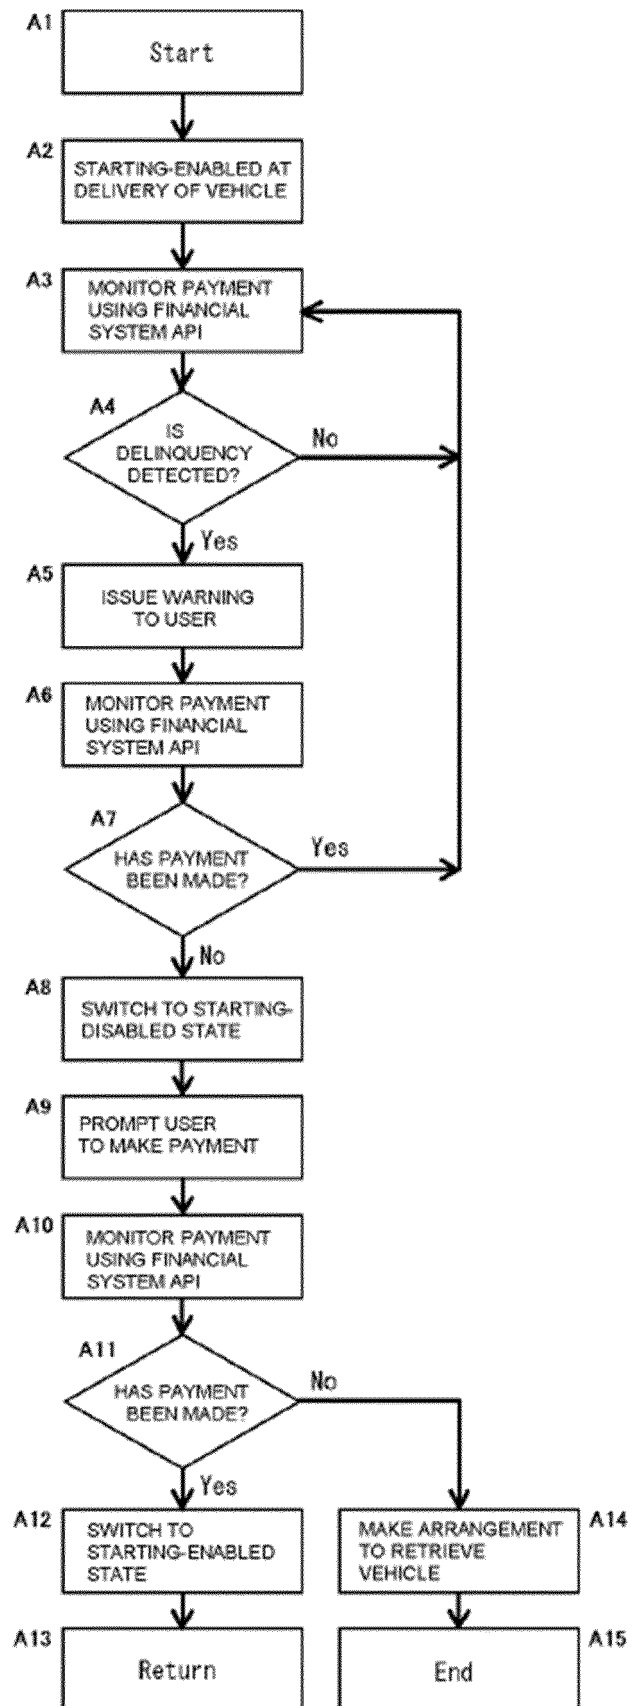 A1
Start
A2
STARTING-ENABLED AT
DELIVERY OF VEHICLE
A3
MONITOR PAYMENT
USING FINANCIAL
SYSTEM API
A4
IS
DELINQUENCY
DETECTED?
No
Yes
A5
ISSUE WARNING
TO USER
A6
MONITOR PAYMENT
USING FINANCIAL
SYSTEM API
A7
HAS PAYMENT
BEEN MADE?
Yes
No
A8
SWITCH TO STARTING-
DISABLED STATE
A9
PROMPT USER
TO MAKE PAYMENT
A10
MONITOR PAYMENT
USING FINANCIAL
SYSTEM API
A11
HAS PAYMENT
BEEN MADE?
No
Yes
A12
SWITCH TO
STARTING-ENABLED
STATE
MAKE ARRANGEMENT
TO RETRIEVE
VEHICLE
A14
A13
Return
End
A15